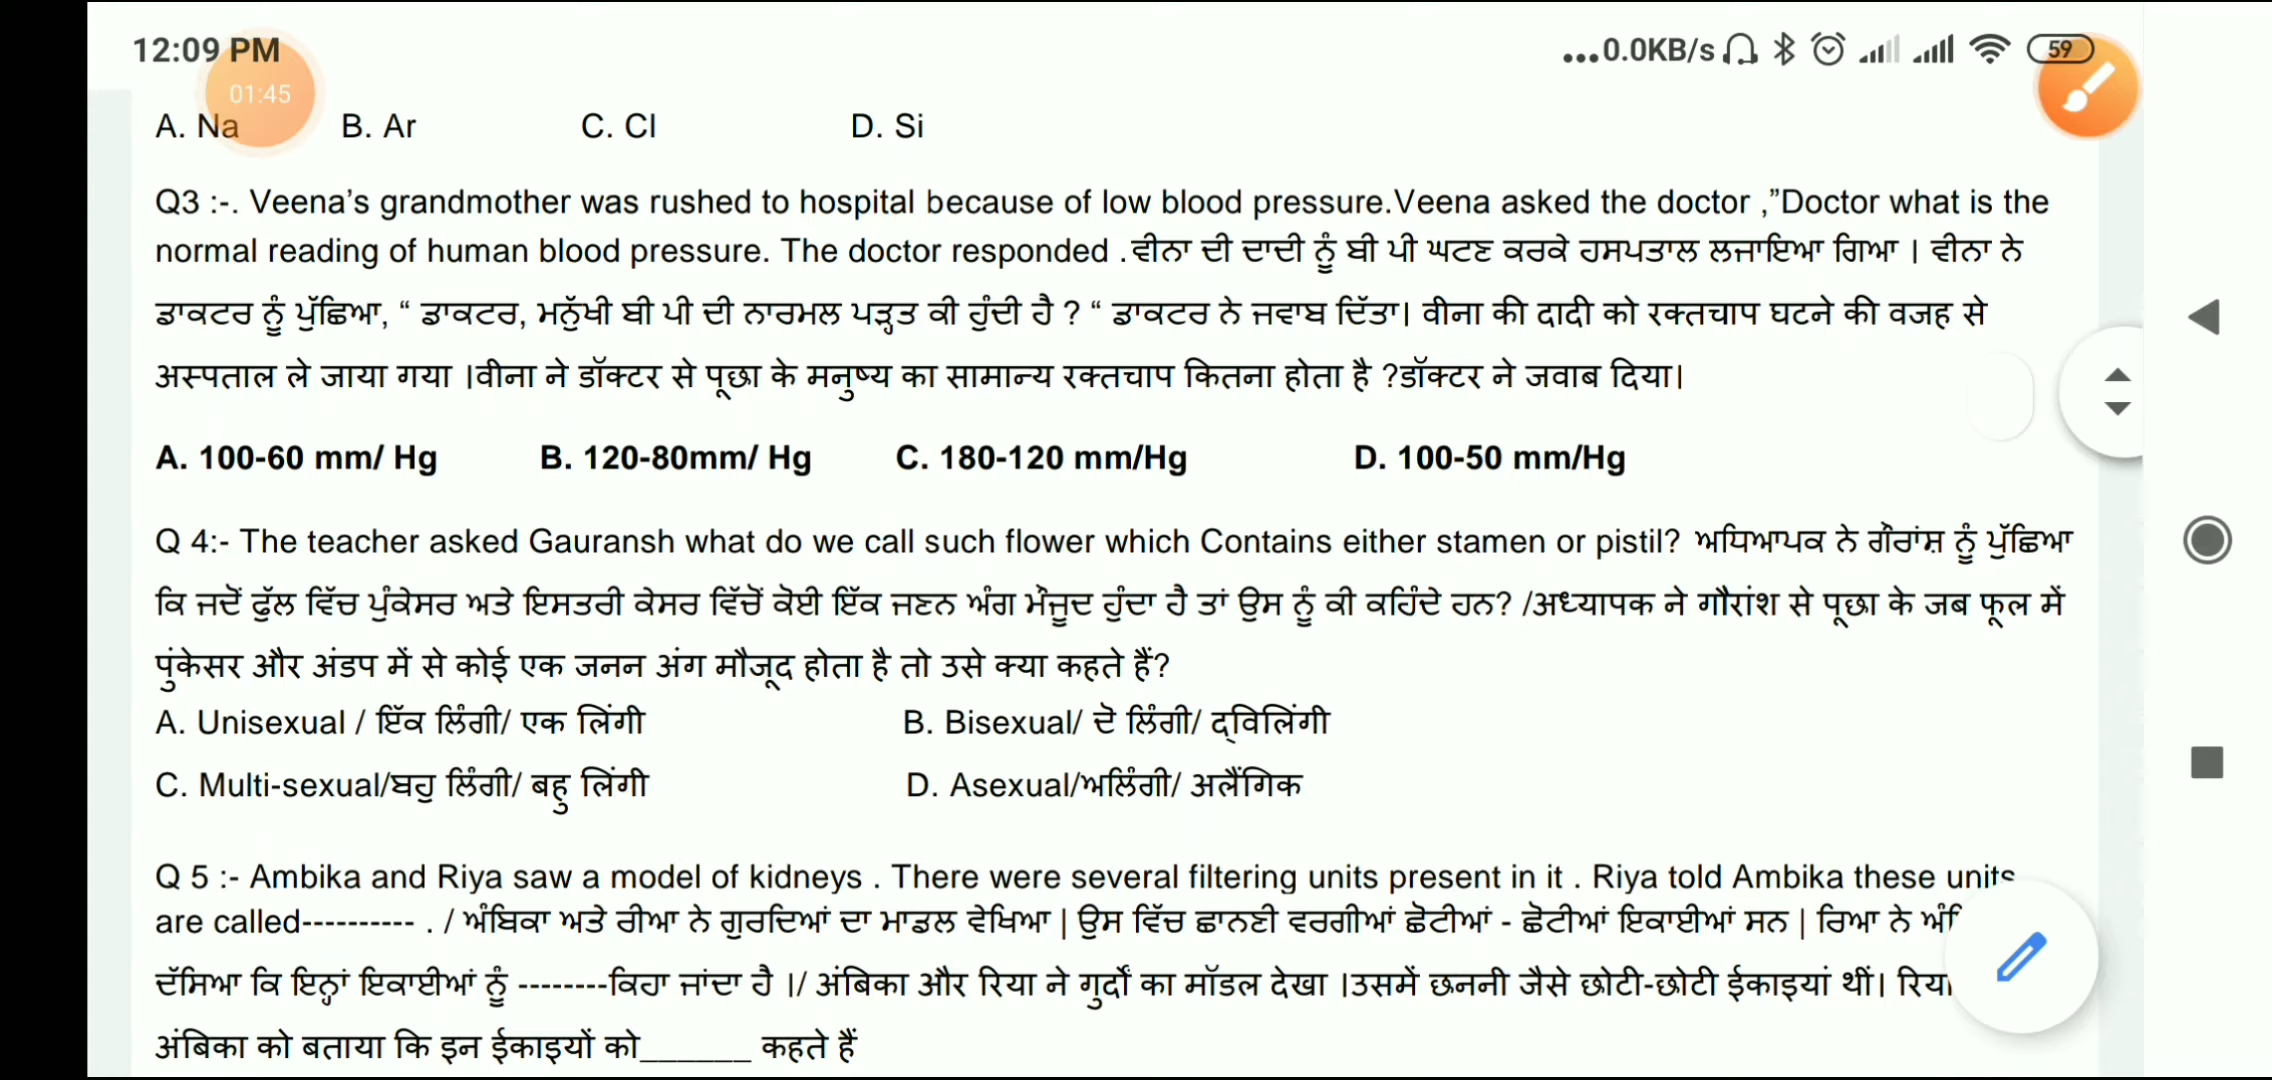 12:09 PM
...0.0KB/s
59
01:45
A. Na B. Ar C. Cl D. Si
Q3 :-. Veena’s grandmother was rushed to hospital because of low blood pressure.Veena asked the doctor ,”Doctor what is the
normal reading of human blood pressure. The doctor responded .ਵੀਨਾ ਦੀ ਦਾਦੀ ਨੂੰ ਬੀ ਪੀ ਘਟਣ ਕਰਕੇ ਹਸਪਤਾਲ ਲਜਾਇਆ ਗਿਆ | ਵੀਨਾ ਨੇ
ਡਾਕਟਰ ਨੂੰ ਪੁੱਛਿਆ, “ ਡਾਕਟਰ, ਮਨੁੱਖੀ ਬੀ ਪੀ ਦੀ ਨਾਰਮਲ ਪੜ੍ਹਤ ਕੀ ਹੁੰਦੀ ਹੈ ? “ ਡਾਕਟਰ ਨੇ ਜਵਾਬ ਦਿੱਤਾ। वीना की दादी को रक्तचाप घटने की वजह से
अस्पताल ले जाया गया ।वीना ने डॉक्टर से पूछा के मनुष्य का सामान्य रक्तचाप कितना होता है ?डॉक्टर ने जवाब दिया।
A. 100-60 mm/ Hg B. 120-80mm/ Hg C. 180-120 mm/Hg D. 100-50 mm/Hg
Q 4:- The teacher asked Gauransh what do we call such flower which Contains either stamen or pistil? ਅਧਿਆਪਕ ਨੇ ਗੌਰਾਂਸ਼ ਨੂੰ ਪੁੱਛਿਆ
ਕਿ ਜਦੋਂ ਫੁੱਲ ਵਿੱਚ ਪੁੰਕੇਸਰ ਅਤੇ ਇਸਤਰੀ ਕੇਸਰ ਵਿੱਚੋਂ ਕੋਈ ਇੱਕ ਜਣਨ ਅੰਗ ਮੌਜੂਦ ਹੁੰਦਾ ਹੈ ਤਾਂ ਉਸ ਨੂੰ ਕੀ ਕਹਿੰਦੇ ਹਨ? /अध्यापक ने गौरांश से पूछा के जब फूल में
पुंकेसर और अंडप में से कोई एक जनन अंग मौजूद होता है तो उसे क्या कहते हैं?
A. Unisexual / ਇੱਕ ਲਿੰਗੀ/ एक लिंगी B. Bisexual/ ਦੋ ਲਿੰਗੀ/ द्विलिंगी
C. Multi-sexual/ਬਹੁ ਲਿੰਗੀ/ बहु लिंगी D. Asexual/ਅਲਿੰਗੀ/ अलैंगिक
Q 5 :- Ambika and Riya saw a model of kidneys . There were several filtering units present in it . Riya told Ambika these units
are called---------- . / ਅੰਬਿਕਾ ਅਤੇ ਰੀਆ ਨੇ ਗੁਰਦਿਆਂ ਦਾ ਮਾਡਲ ਵੇਖਿਆ | ਉਸ ਵਿੱਚ ਛਾਨਣੀ ਵਰਗੀਆਂ ਛੋਟੀਆਂ - ਛੋਟੀਆਂ ਇਕਾਈਆਂ ਸਨ | ਰਿਆ ਨੇ
ਦੱਸਿਆ ਕਿ ਇਨ੍ਹਾਂ ਇਕਾਈਆਂ ਨੂੰ --------ਕਿਹਾ ਜਾਂਦਾ ਹੈ ।/ अंबिका और रिया ने गुर्दों का मॉडल देखा ।उसमें छननी जैसे छोटी-छोटी ईकाइयां थीं। रिया
अंबिका को बताया कि इन ईकाइयों को______ कहते हैं